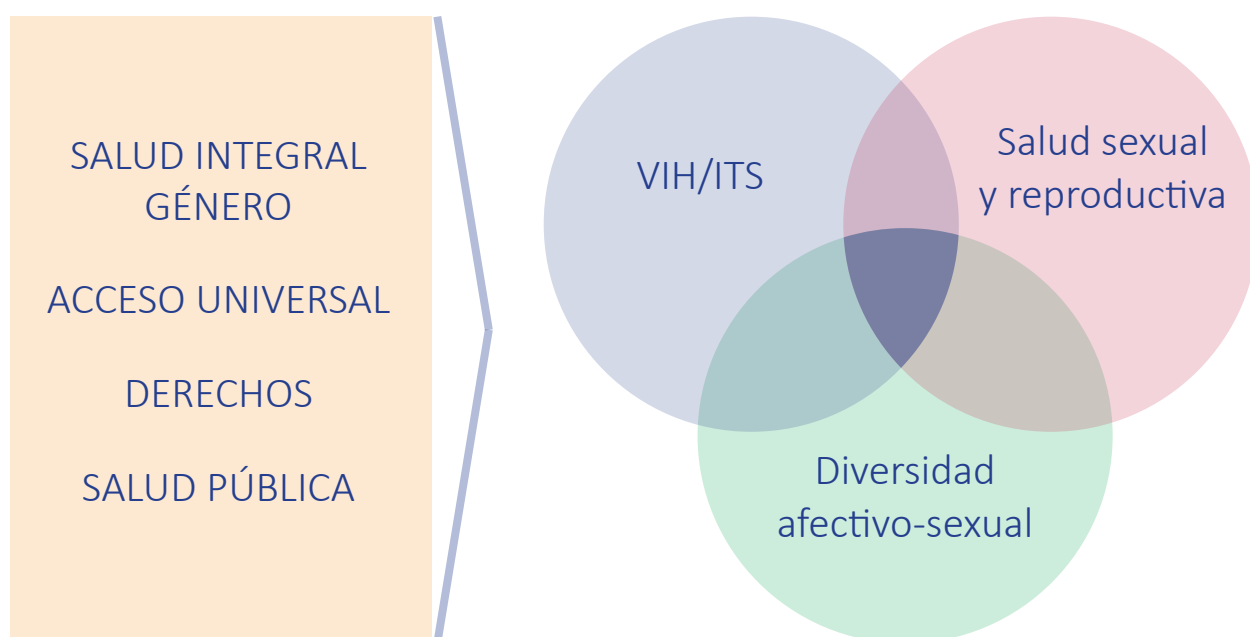 SALUD INTEGRAL
GÉNERO
ACCESO UNIVERSAL
DERECHOS
SALUD PÚBLICA
VIH/ITS
Salud sexual
y reproductiva
Diversidad
afectivo-sexual